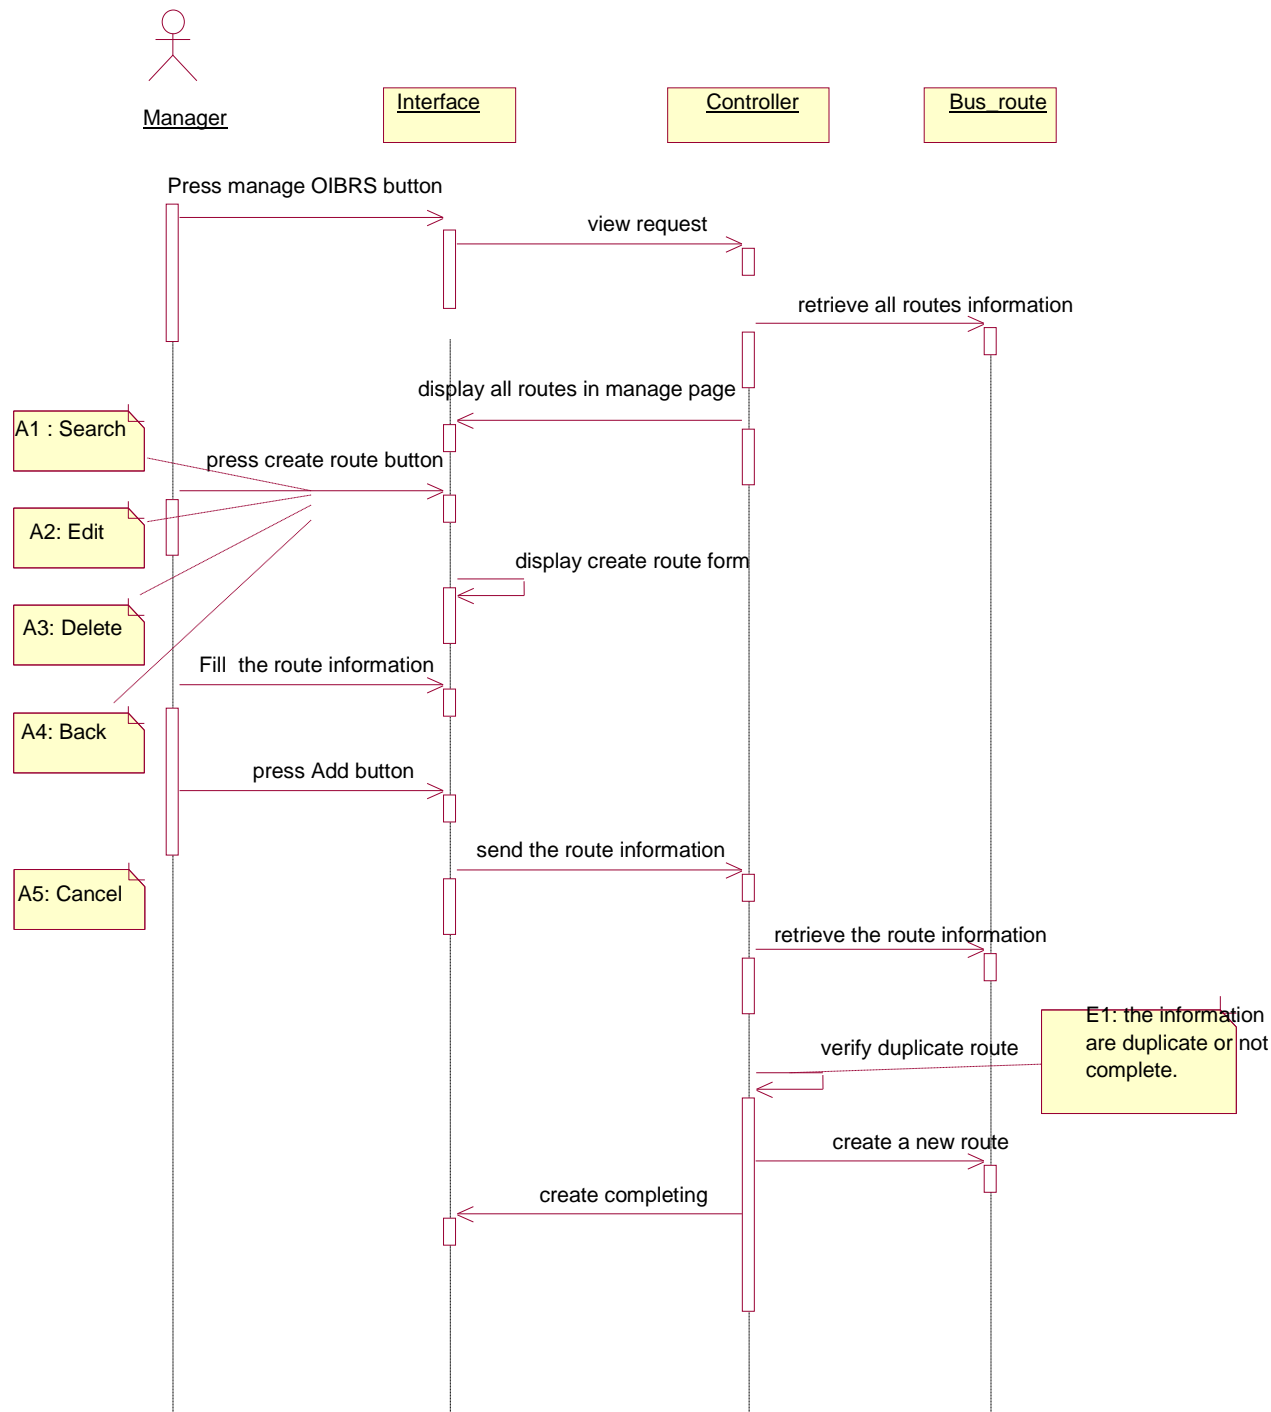 Manager
Interface
Controller
Bus_route
Press manage OIBRS button
view request
retrieve all routes information
display all routes in manage page
A1 : Search
press create route button
A2: Edit
display create route form
A3: Delete
Fill the route information
A4: Back
press Add button
send the route information
A5: Cancel
retrieve the route information
E1: the information
are duplicate or not
complete.
verify duplicate route
create a new route
create completing